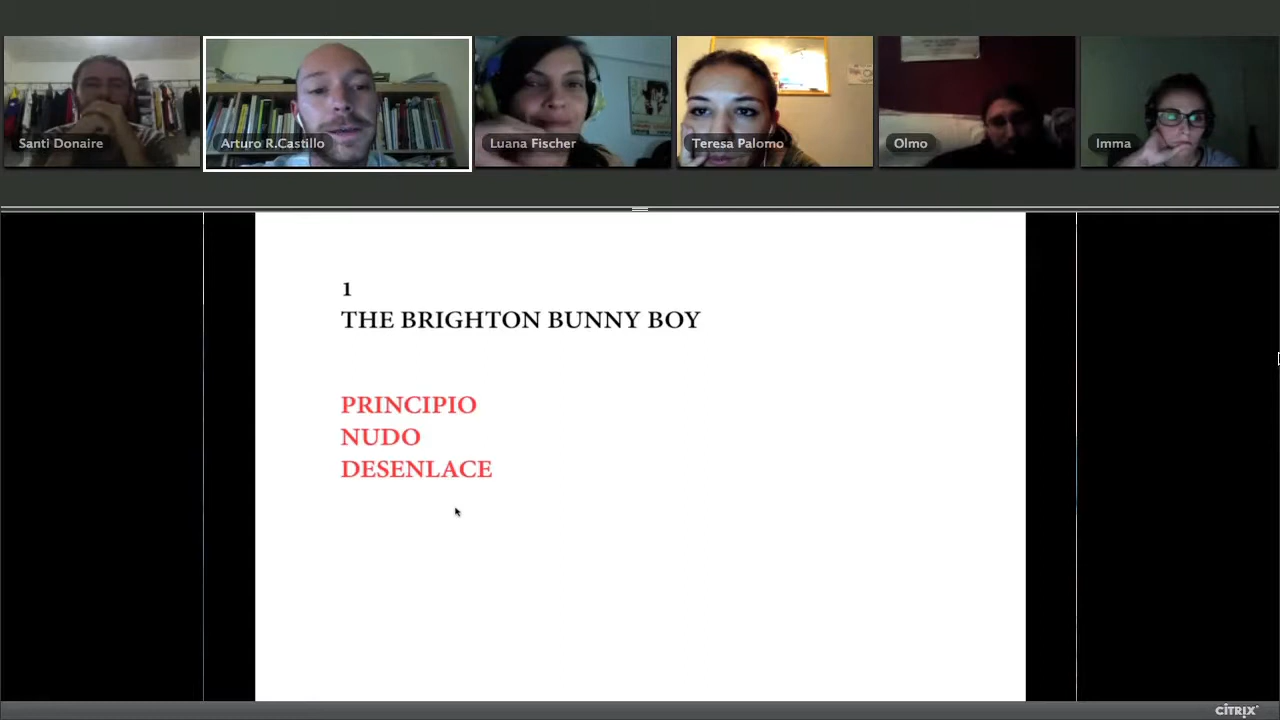 Santi Donaire
Arturo R.Castillo
Luana Fischer
Teresa Palomo
Olmo
Imma
1
THE BRIGHTON BUNNY BOY
PRINCIPIO
NUDO
DESENLACE
CITRIX